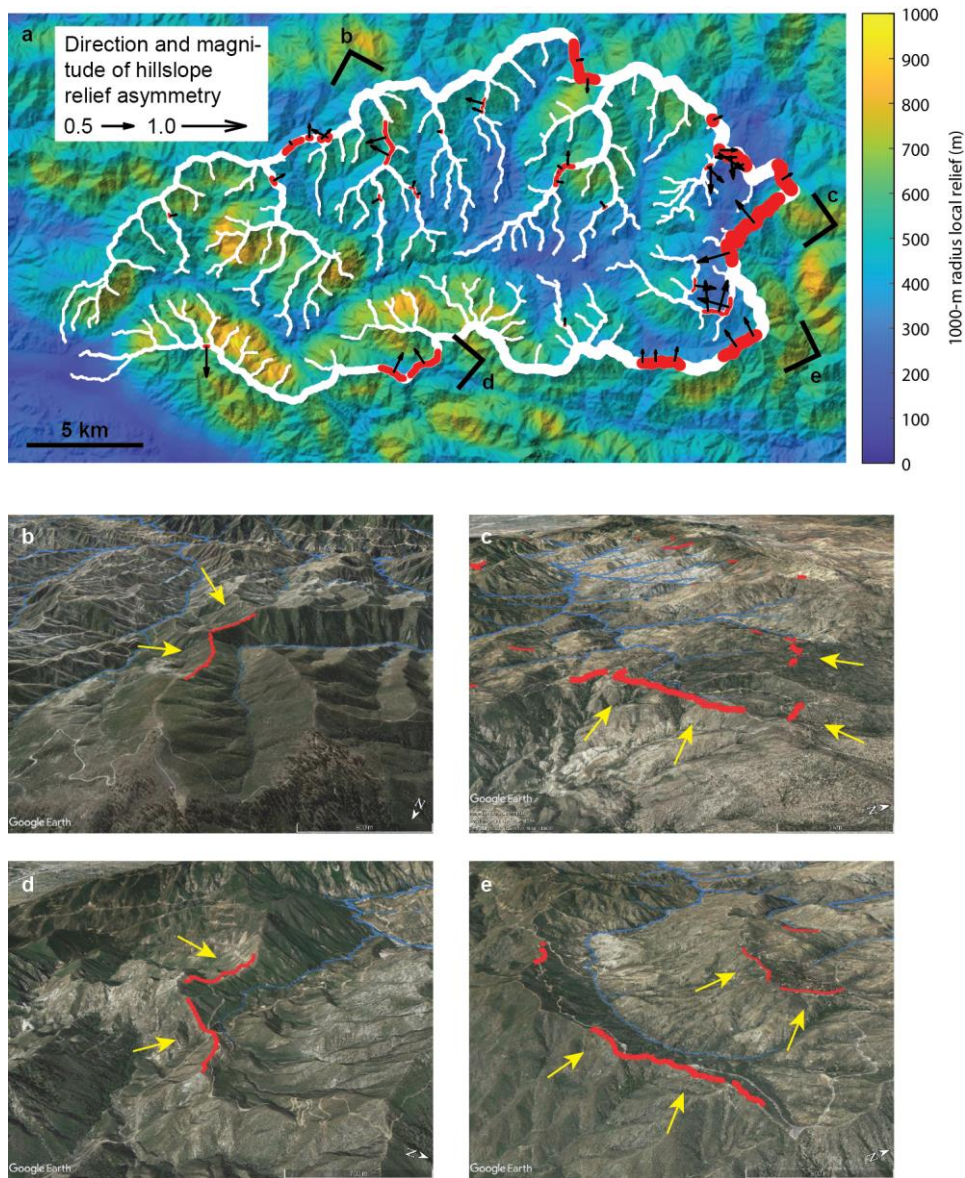 a
Direction and magni-
tude of hillslope
relief asymmetry
0.5 1.0
b
c
d
e
5 km
1000
900
800
700
600
500
400
300
200
100
0
1000-m radius local relief (m)
b
N
Google Earth
c
Google Earth
d
Google Earth
e
Google Earth